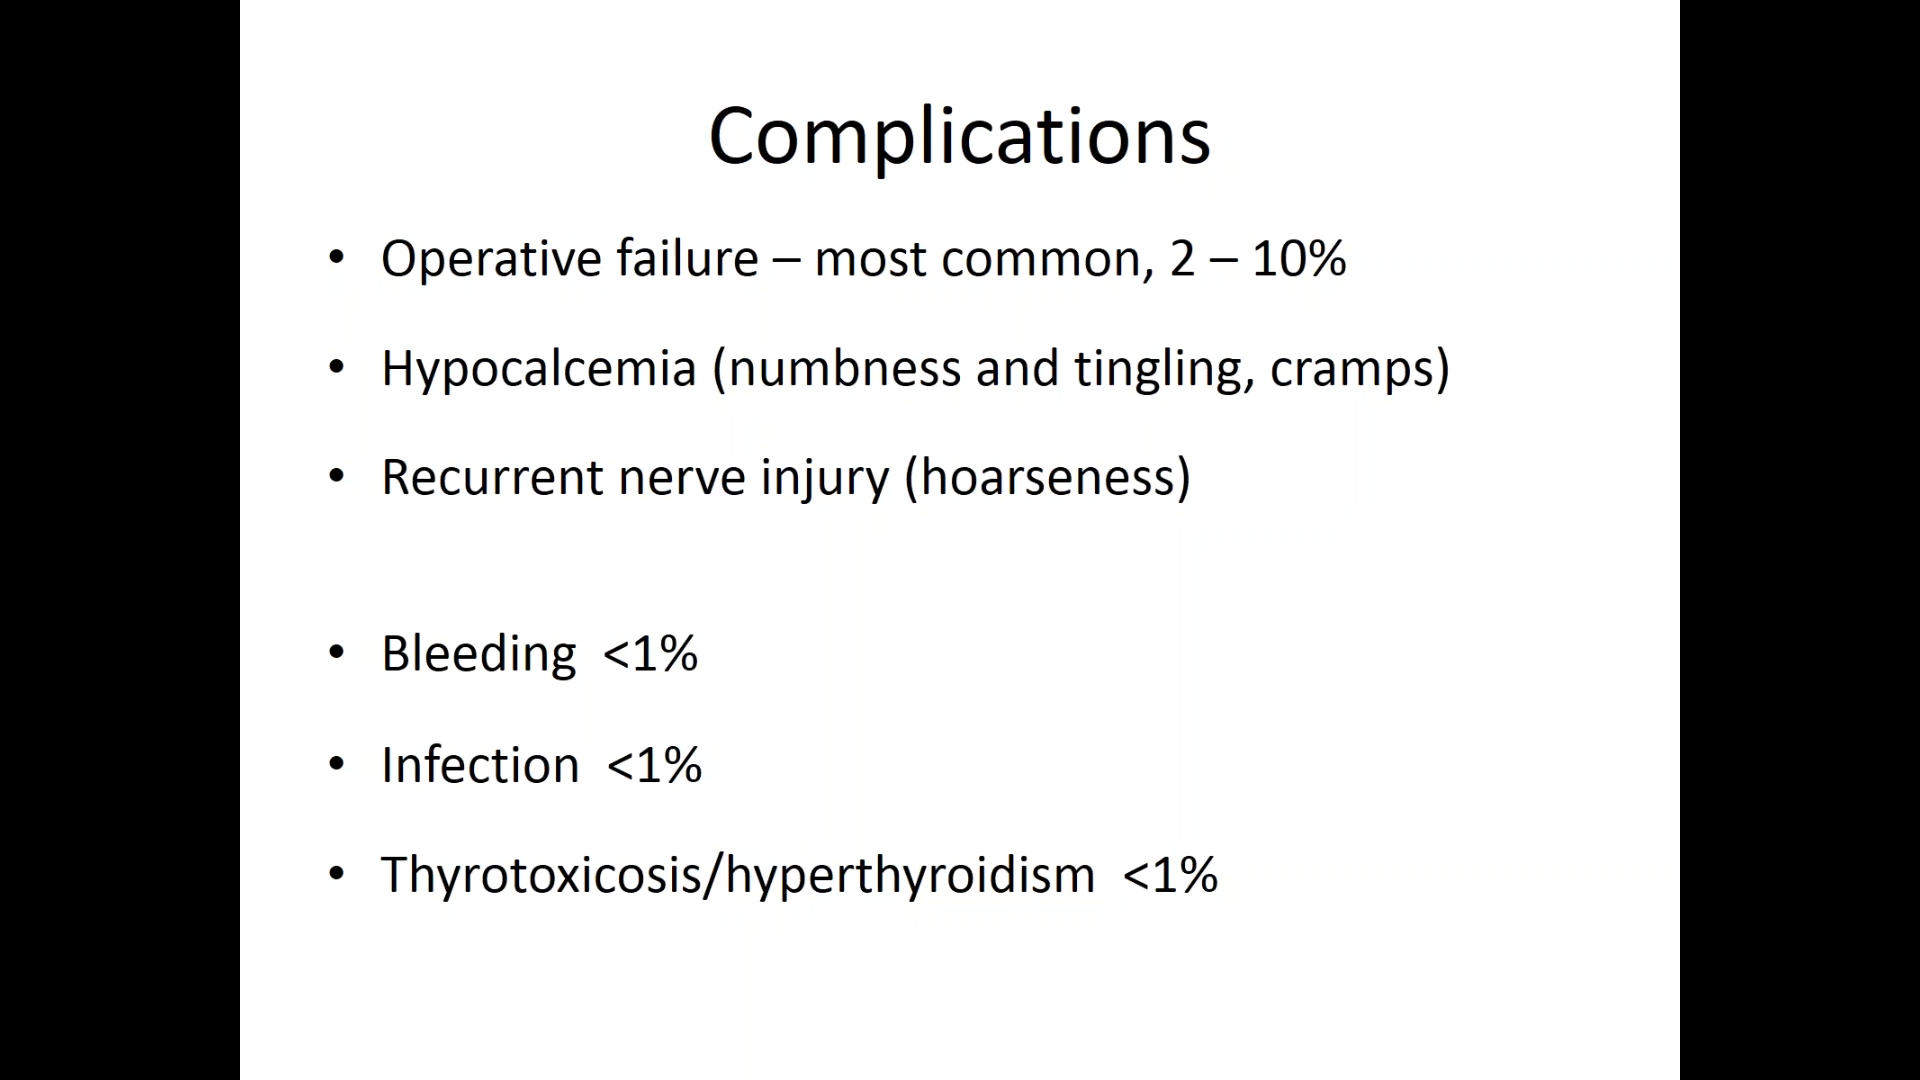 Complications
• Operative failure – most common, 2 – 10%
• Hypocalcemia (numbness and tingling, cramps)
• Recurrent nerve injury (hoarseness)
• Bleeding <1%
• Infection <1%
• Thyrotoxicosis/hyperthyroidism <1%